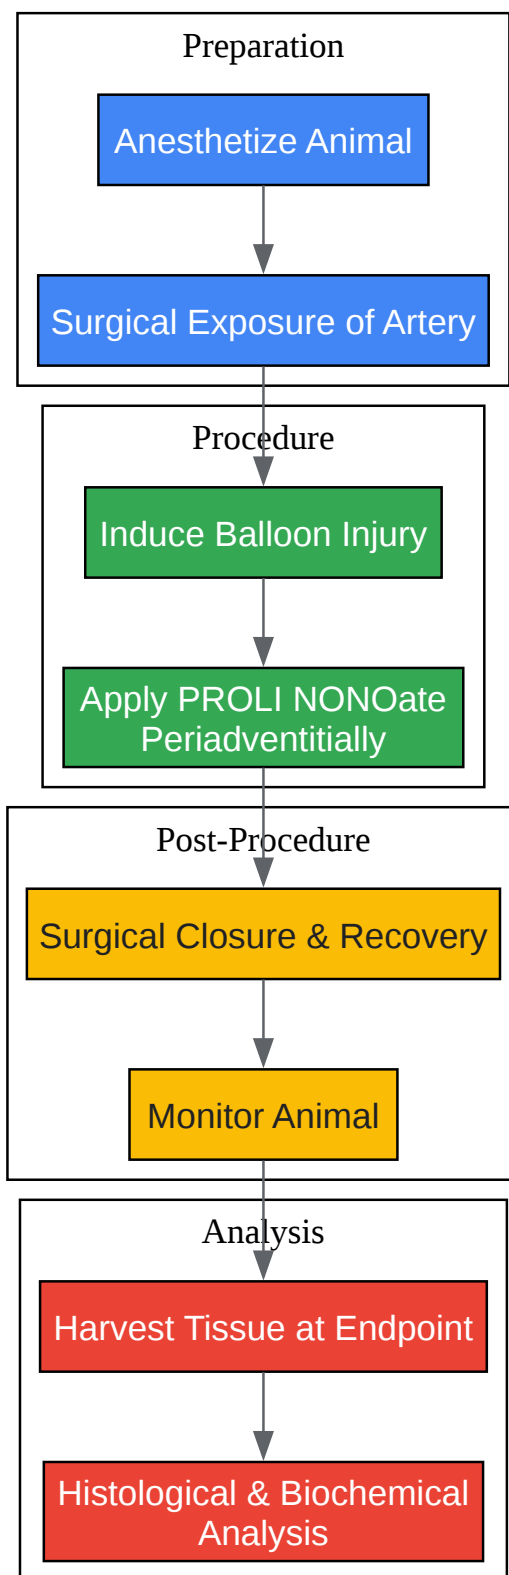 Preparation
Anesthetize Animal
Surgical Exposure of Artery
Procedure
Induce Balloon Injury
Apply PROLI NONOate
Periadventitially
Post-Procedure
Surgical Closure & Recovery
Monitor Animal
Analysis
Harvest Tissue at Endpoint
Histological & Biochemical
Analysis